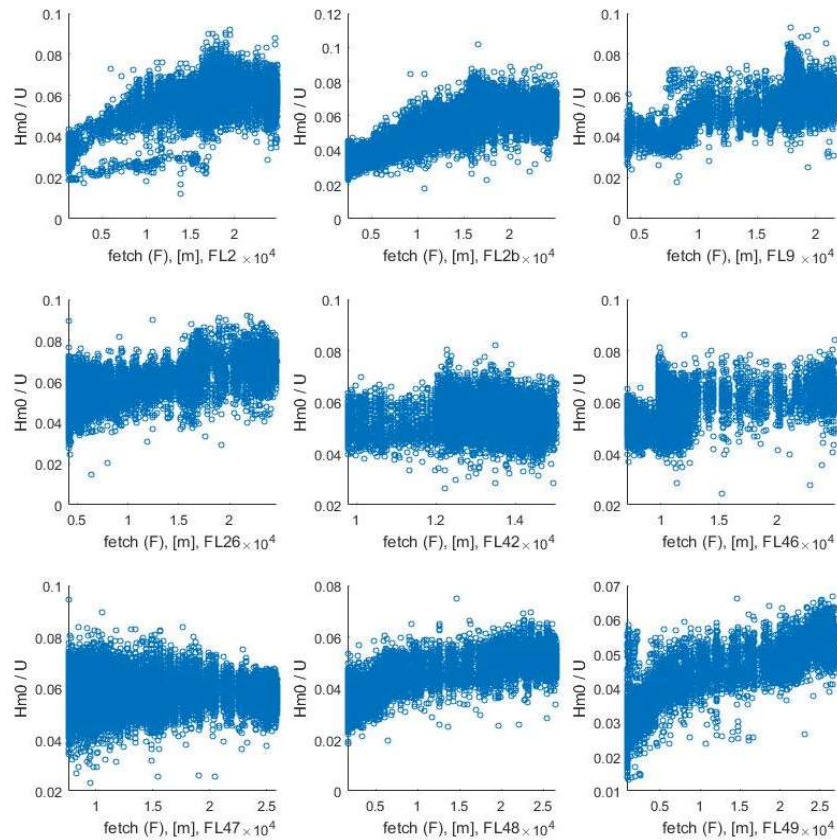 0.1
0.08
0.06
0.04
0.02
0
Hm0 / U
0.5 1 1.5 2
fetch (F), [m], FL2 ×10⁴
0.12
0.1
0.08
0.06
0.04
0.02
0
Hm0 / U
0.5 1 1.5 2
fetch (F), [m], FL2b ×10⁴
0.1
0.08
0.06
0.04
0.02
0
Hm0 / U
0.5 1 1.5 2 2.5
fetch (F), [m], FL9 ×10⁴
0.1
0.08
0.06
0.04
0.02
0
Hm0 / U
0.5 1 1.5 2
fetch (F), [m], FL26 ×10⁴
0.1
0.08
0.06
0.04
0.02
Hm0 / U
1 1.2 1.4
fetch (F), [m], FL42 ×10⁴
0.1
0.08
0.06
0.04
0.02
Hm0 / U
1 2
fetch (F), [m], FL46 ×10⁴
0.1
0.08
0.06
0.04
0.02
Hm0 / U
1 1.5 2 2.5
fetch (F), [m], FL47 ×10⁴
0.08
0.06
0.04
0.02
0
Hm0 / U
0.5 1 1.5 2 2.5
fetch (F), [m], FL48 ×10⁴
0.07
0.06
0.05
0.04
0.03
0.02
0.01
Hm0 / U
0.5 1 1.5 2 2.5
fetch (F), [m], FL49 ×10⁴